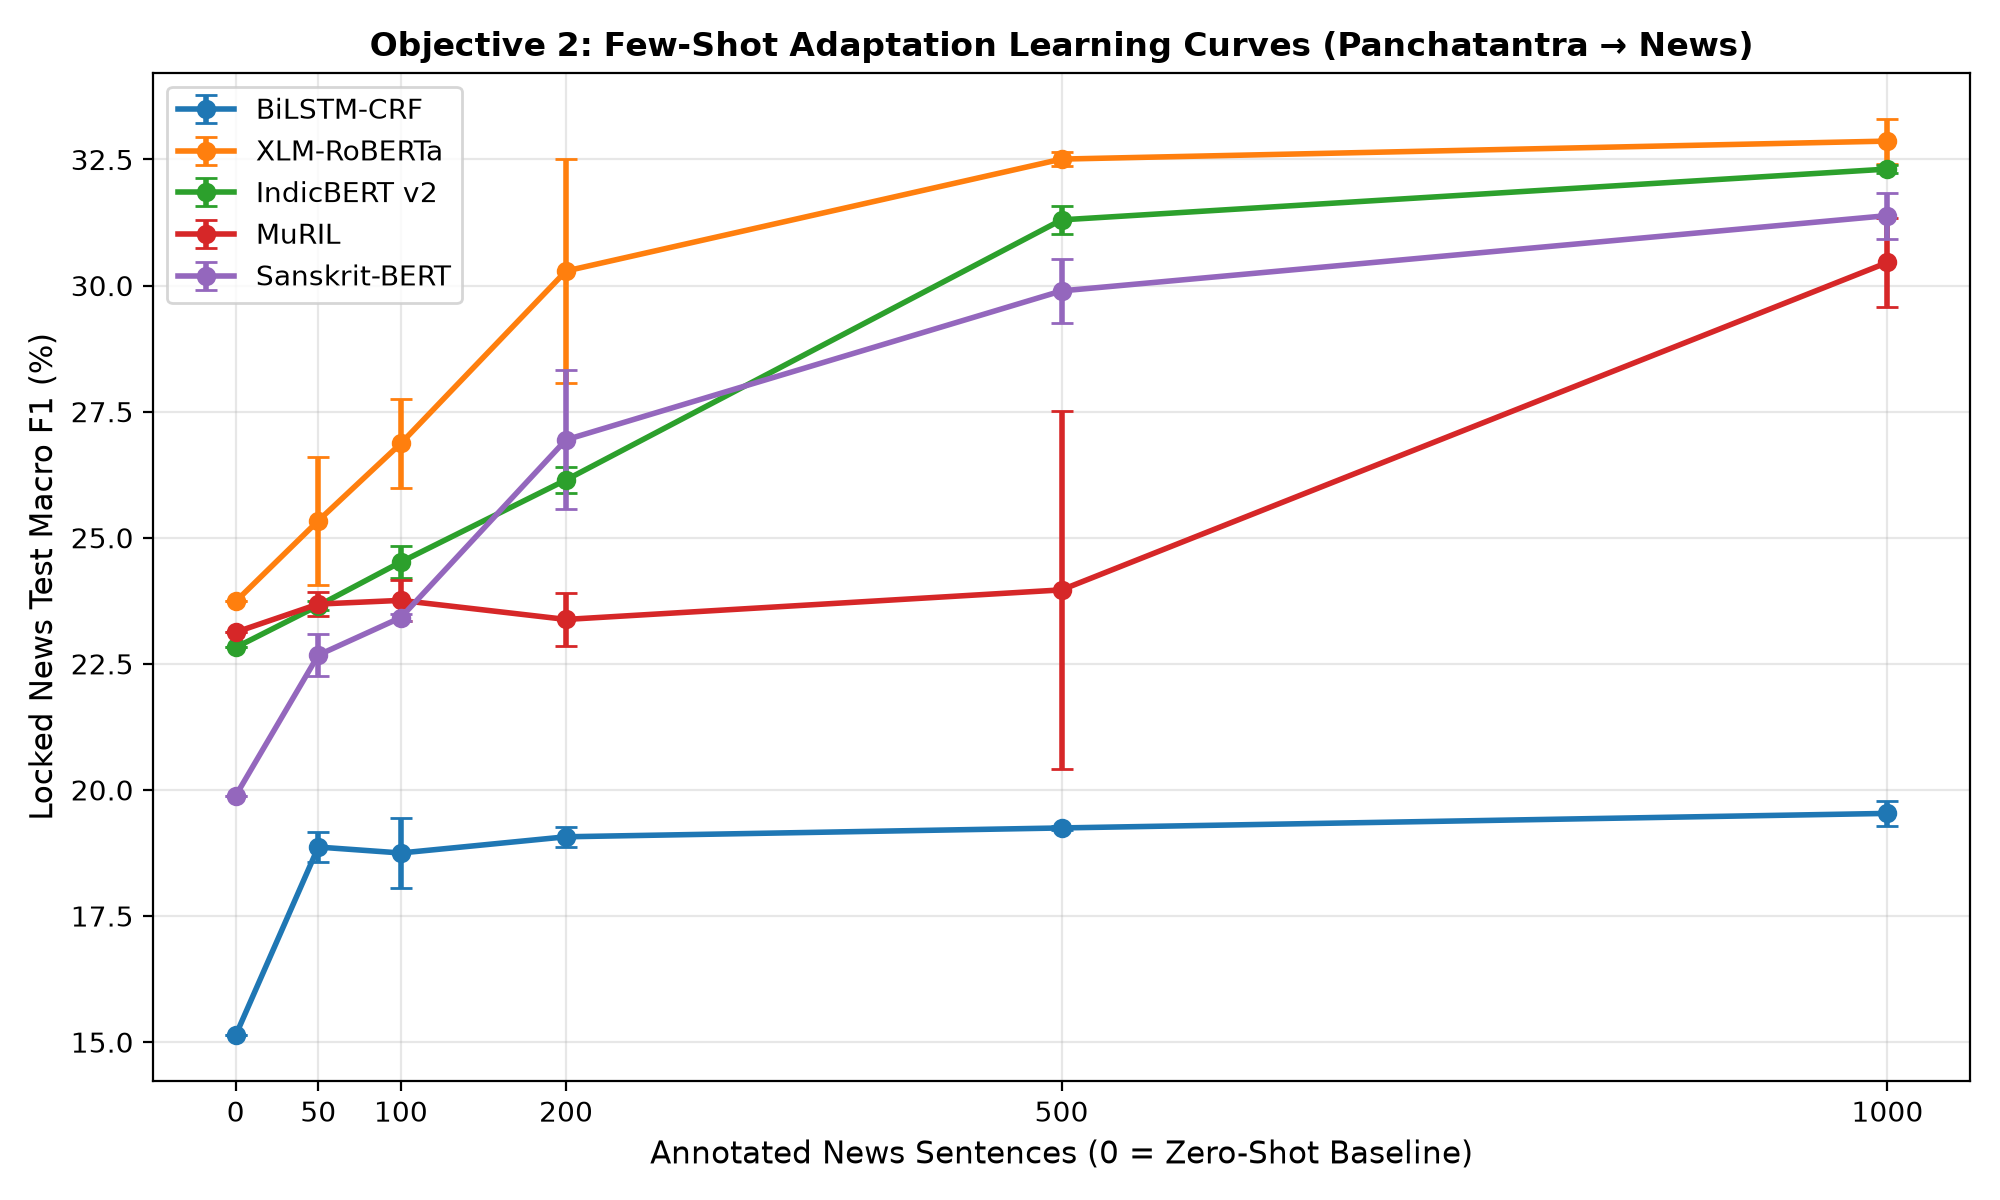 Objective 2: Few-Shot Adaptation Learning Curves (Panchatantra → News)
BiLSTM-CRF
XLM-RoBERTa
IndicBERT v2
MuRIL
Sanskrit-BERT
Locked News Test Macro F1 (%)
32.5
30.0
27.5
25.0
22.5
20.0
17.5
15.0
0 50 100 200 500 1000
Annotated News Sentences (0 = Zero-Shot Baseline)